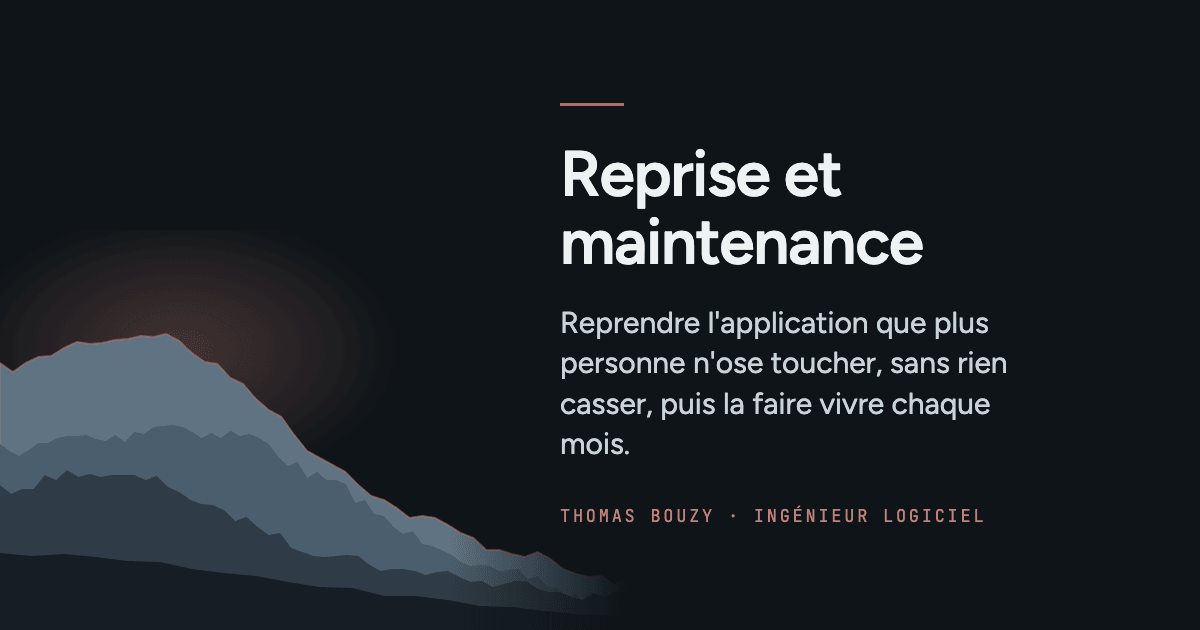 Reprise et
maintenance
Reprendre l'application que plus
personne n'ose toucher, sans rien
casser, puis la faire vivre chaque
mois.
THOMAS BOUZY · INGÉNIEUR LOGICIEL